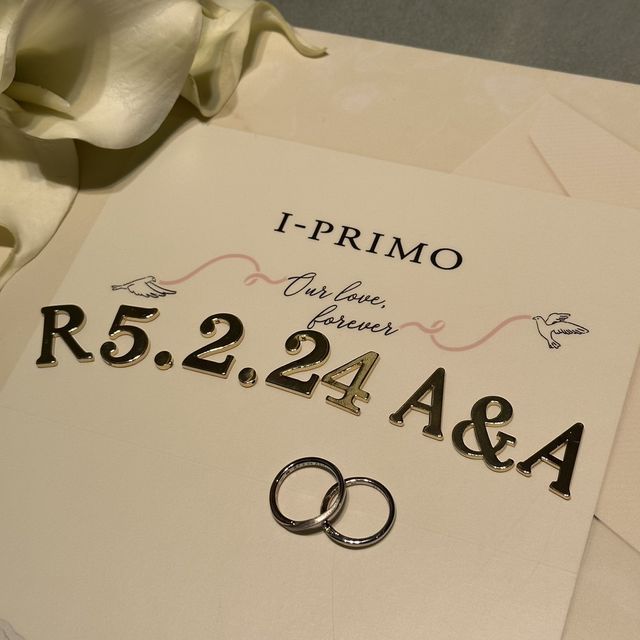 I-PRIMO
Our love,
forever
R5.2.24 A&A